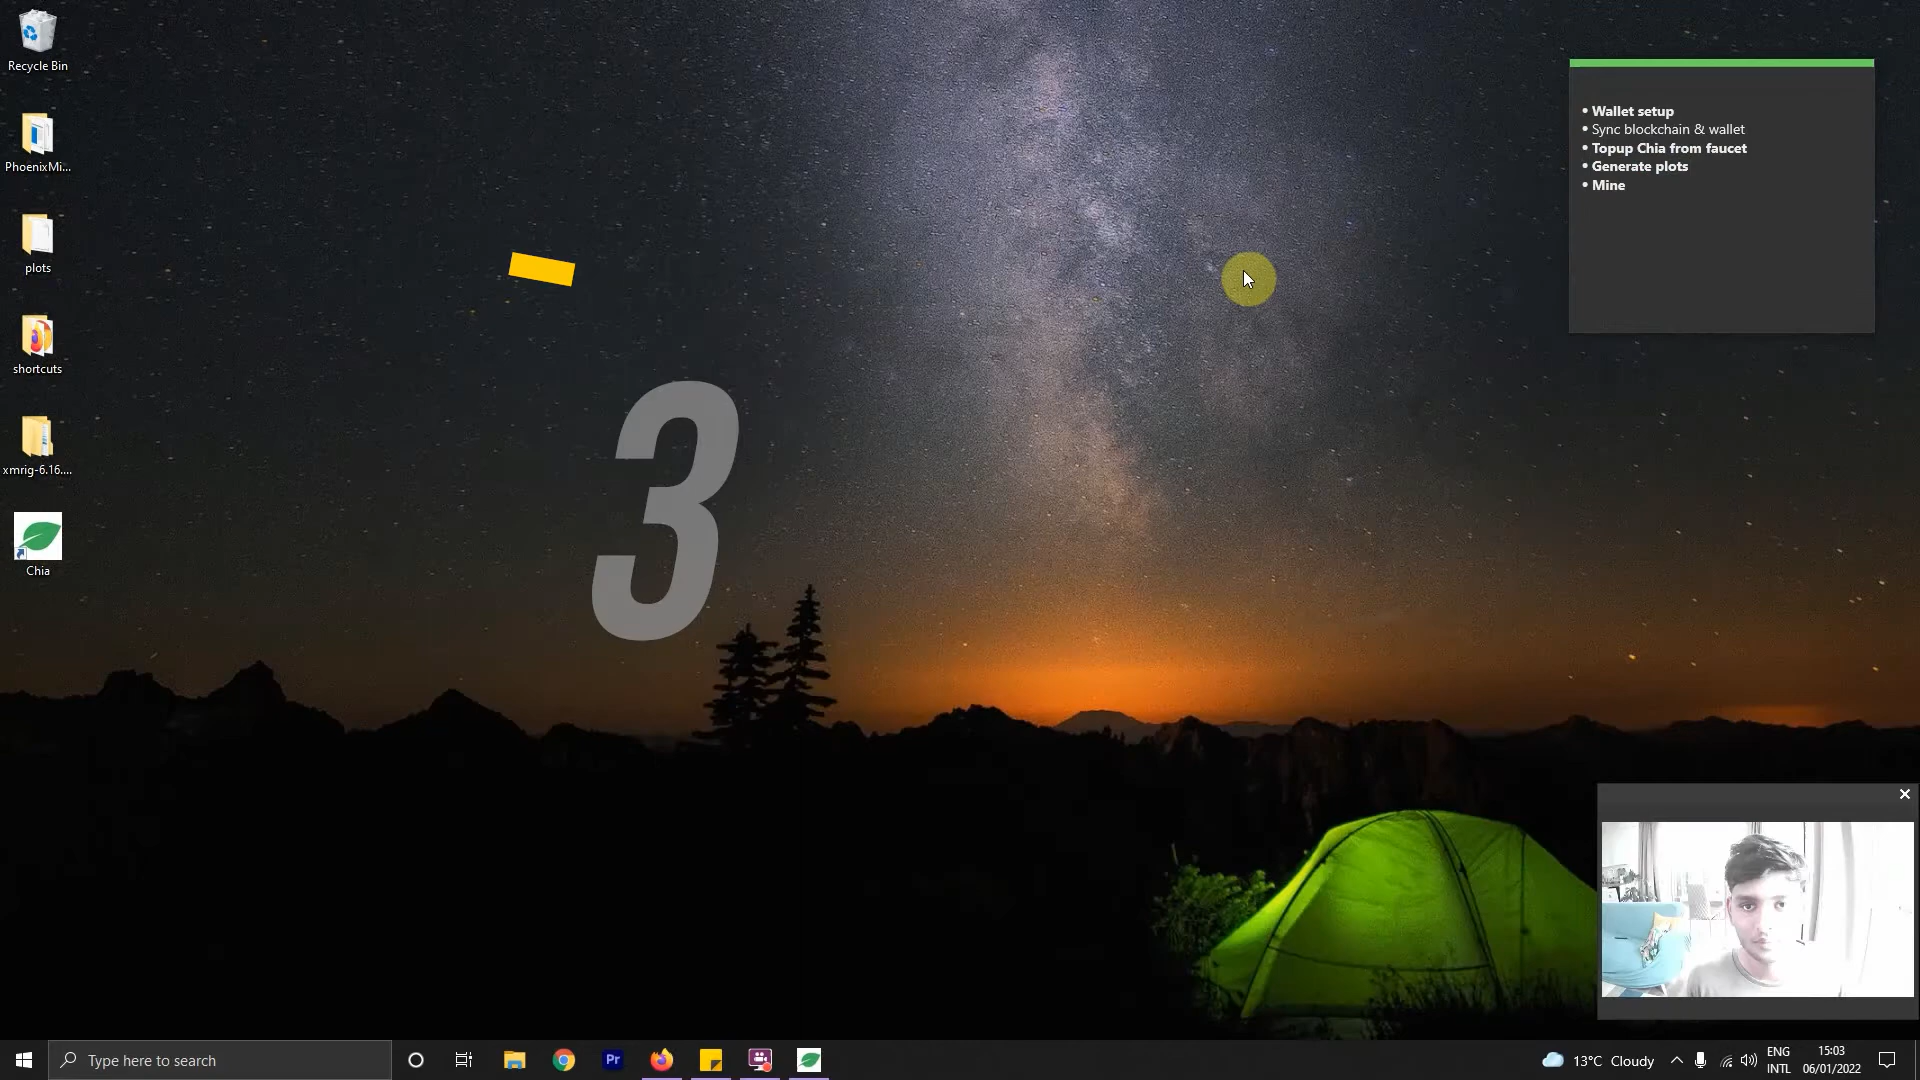 Recycle Bin
PhoenixMi...
plots
shortcuts
xmrig-6.16....
Chia
3
• Wallet setup
• Sync blockchain & wallet
• Topup Chia from faucet
• Generate plots
• Mine
Type here to search
Pr
13°C Cloudy
ENG
INTL
15:03
06/01/2022